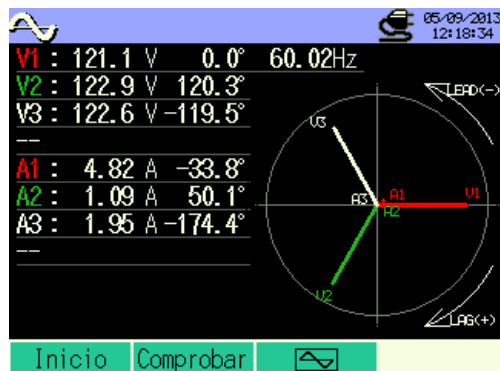 05/09/2013
12:18:34
V1: 121.1 V 0.0° 60.02Hz
V2: 122.9 V 120.3°
V3: 122.6 V -119.5°
--
A1: 4.82 A -33.8°
A2: 1.09 A 50.1°
A3: 1.95 A -174.4°
--
LEAD(-)
V3
A3 A1 V1
A2
V2
LAG(+)
Inicio Comprobar